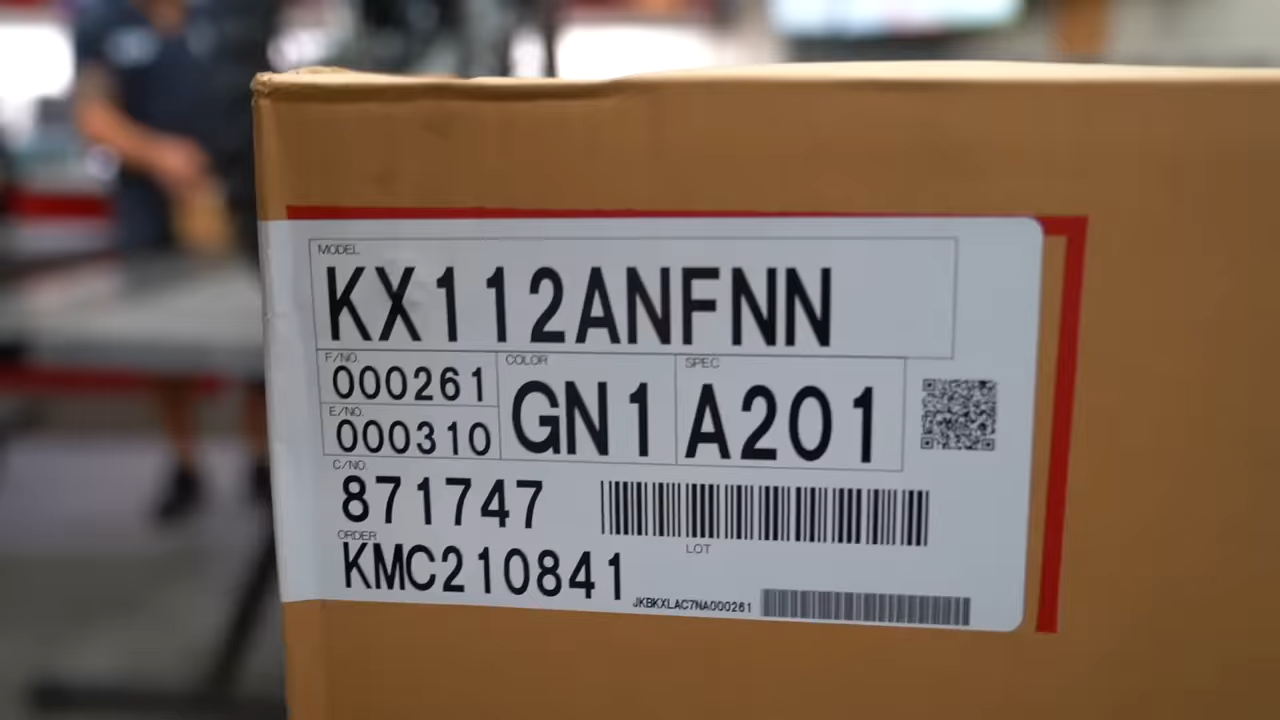 MODEL
KX112ANFNN
F/NO. COLOR SPEC
000261
GN1 A201
E/NO.
000310
C/NO.
871747
LOT
ORDER
KMC210841
JKBKXLAC7NA000261